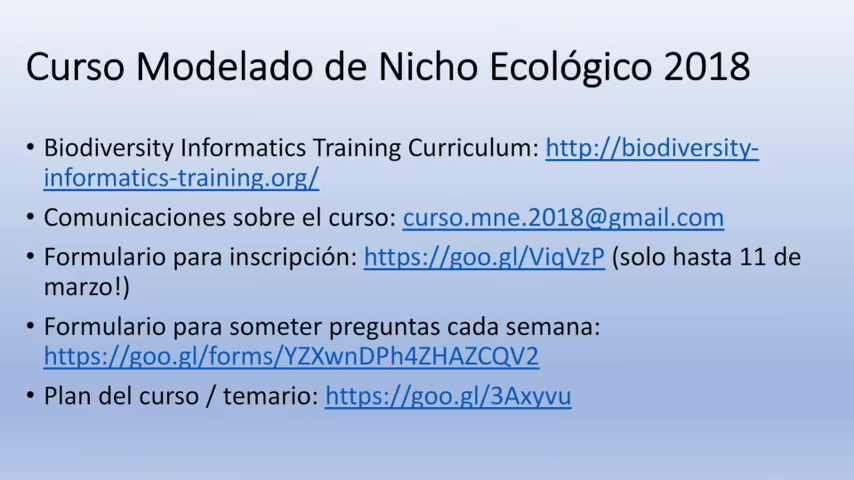 Curso Modelado de Nicho Ecológico 2018
• Biodiversity Informatics Training Curriculum: http://biodiversity-
informatics-training.org/
• Comunicaciones sobre el curso: curso.mne.2018@gmail.com
• Formulario para inscripción: https://goo.gl/ViqVzP (solo hasta 11 de
marzo!)
• Formulario para someter preguntas cada semana:
https://goo.gl/forms/YZXwnDPh4ZHAZCQV2
• Plan del curso / temario: https://goo.gl/3Axyvu